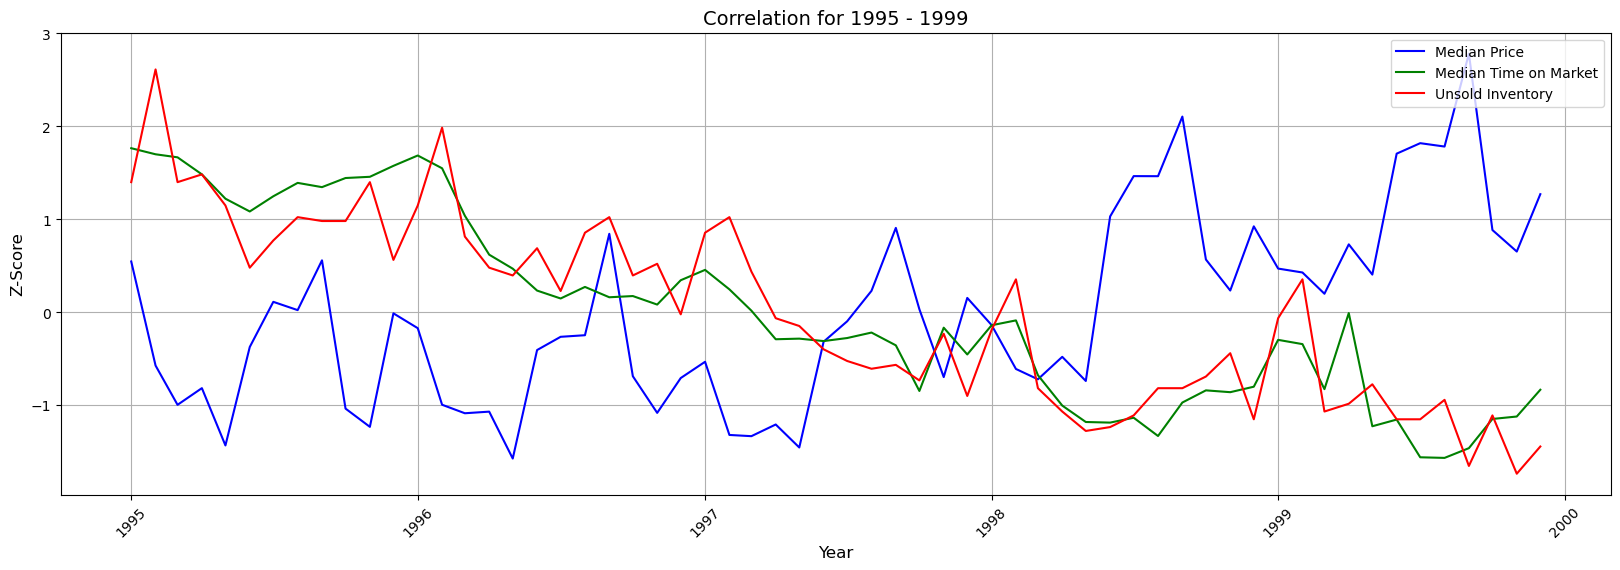 Correlation for 1995 - 1999
Median Price
Median Time on Market
Unsold Inventory
Z-Score
3
2
1
0
−1
1995
1996
1997
1998
1999
2000
Year